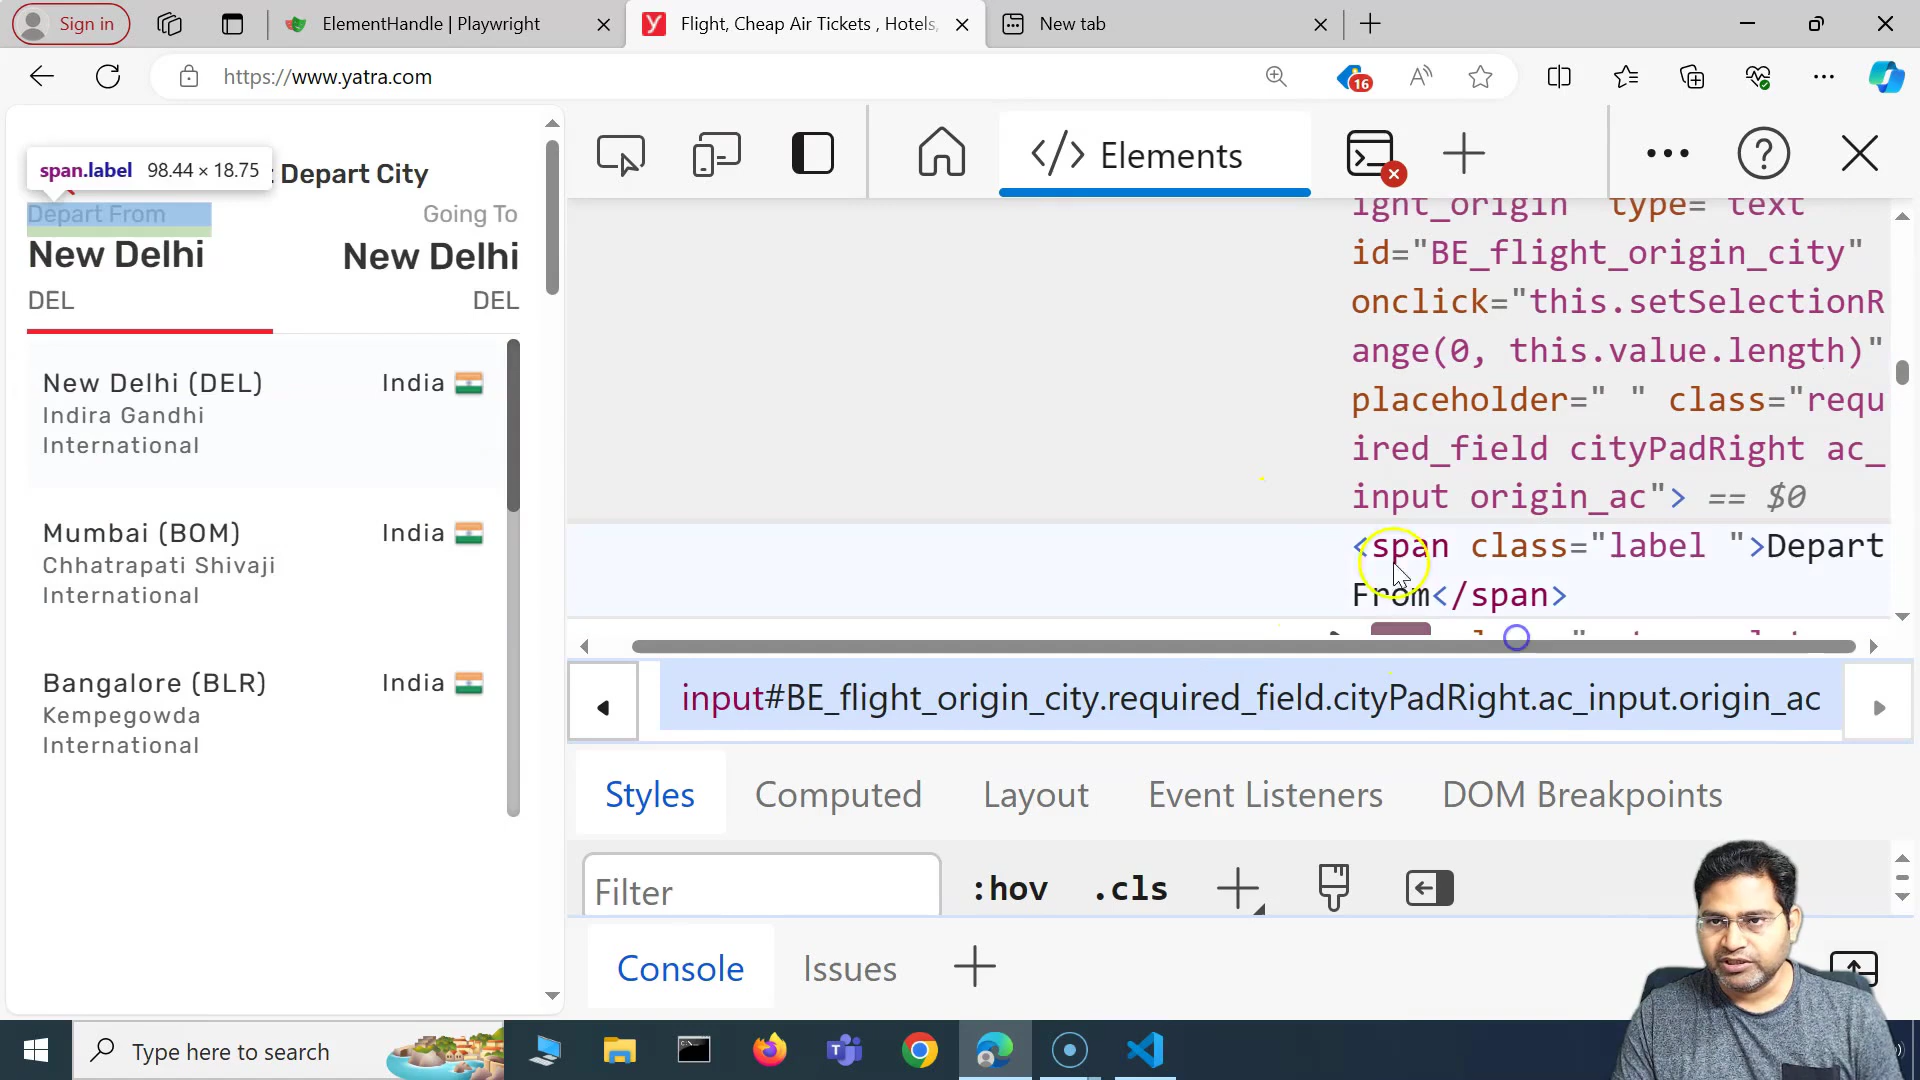 Sign in
ElementHandle | Playwright
Flight, Cheap Air Tickets , Hotels,
New tab
https://www.yatra.com
16
span.label 98.44 × 18.75
Depart City
Depart From
Going To
New Delhi
New Delhi
DEL
DEL
New Delhi (DEL)
India
Indira Gandhi
International
Mumbai (BOM)
India
Chhatrapati Shivaji
International
Bangalore (BLR)
India
Kempegowda
International
Elements
ight_origin" type="text"
id="BE_flight_origin_city"
onclick="this.setSelectionR
ange(0, this.value.length)"
placeholder=" " class="requ
ired_field cityPadRight ac_
input origin_ac"> == $0
<span class="label ">Depart
From</span>
input#BE_flight_origin_city.required_field.cityPadRight.ac_input.origin_ac
Styles
Computed
Layout
Event Listeners
DOM Breakpoints
Filter
:hov
.cls
Console
Issues
Type here to search